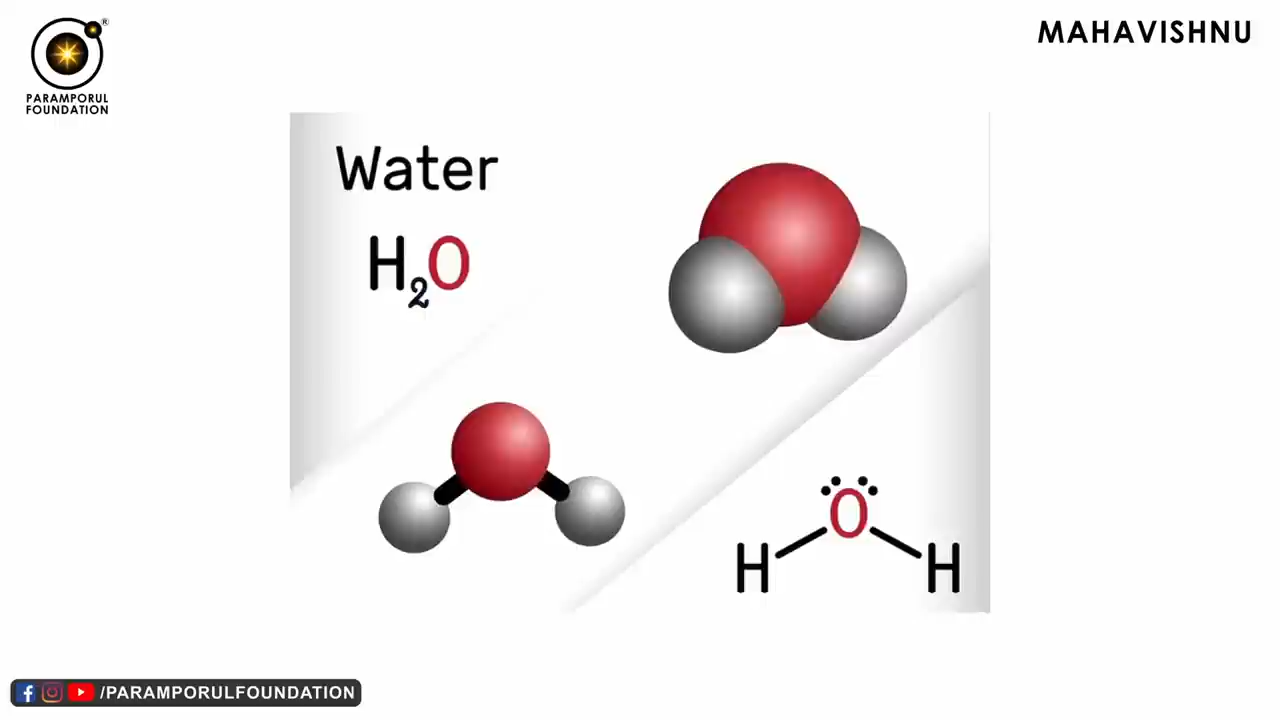 PARAMPORUL
FOUNDATION
®
MAHAVISHNU
Water
H₂O
O
H H
/PARAMPORULFOUNDATION